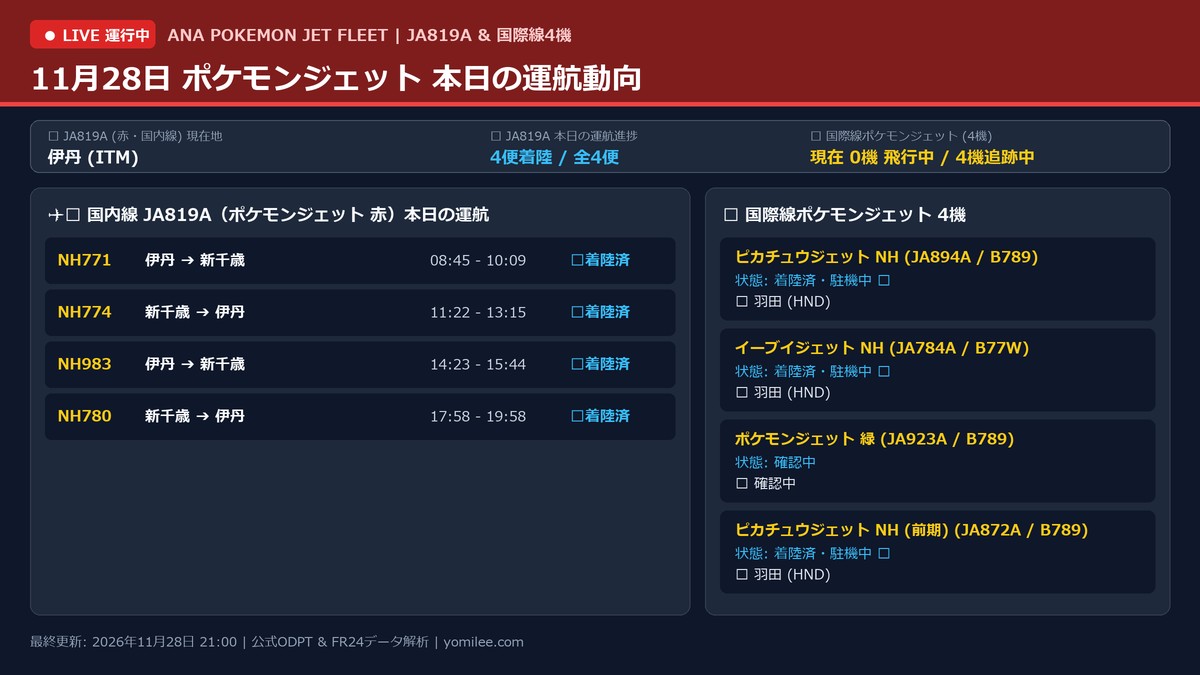 ● LIVE 運行中 ANA POKEMON JET FLEET | JA819A & 国際線4機
11月28日 ポケモンジェット 本日の運航動向
□ JA819A (赤・国内線) 現在地
伊丹 (ITM)
□ JA819A 本日の運航進捗
4便着陸 / 全4便
□ 国際線ポケモンジェット (4機)
現在 0機 飛行中 / 4機追跡中
✈□ 国内線 JA819A（ポケモンジェット 赤）本日の運航
NH771 伊丹 → 新千歳 08:45 - 10:09 □着陸済
NH774 新千歳 → 伊丹 11:22 - 13:15 □着陸済
NH983 伊丹 → 新千歳 14:23 - 15:44 □着陸済
NH780 新千歳 → 伊丹 17:58 - 19:58 □着陸済
□ 国際線ポケモンジェット 4機
ピカチュウジェット NH (JA894A / B789)
状態: 着陸済・駐機中 □
□ 羽田 (HND)
イーブイジェット NH (JA784A / B77W)
状態: 着陸済・駐機中 □
□ 羽田 (HND)
ポケモンジェット 緑 (JA923A / B789)
状態: 確認中
□ 確認中
ピカチュウジェット NH (前期) (JA872A / B789)
状態: 着陸済・駐機中 □
□ 羽田 (HND)
最終更新: 2026年11月28日 21:00 | 公式ODPT & FR24データ解析 | yomilee.com